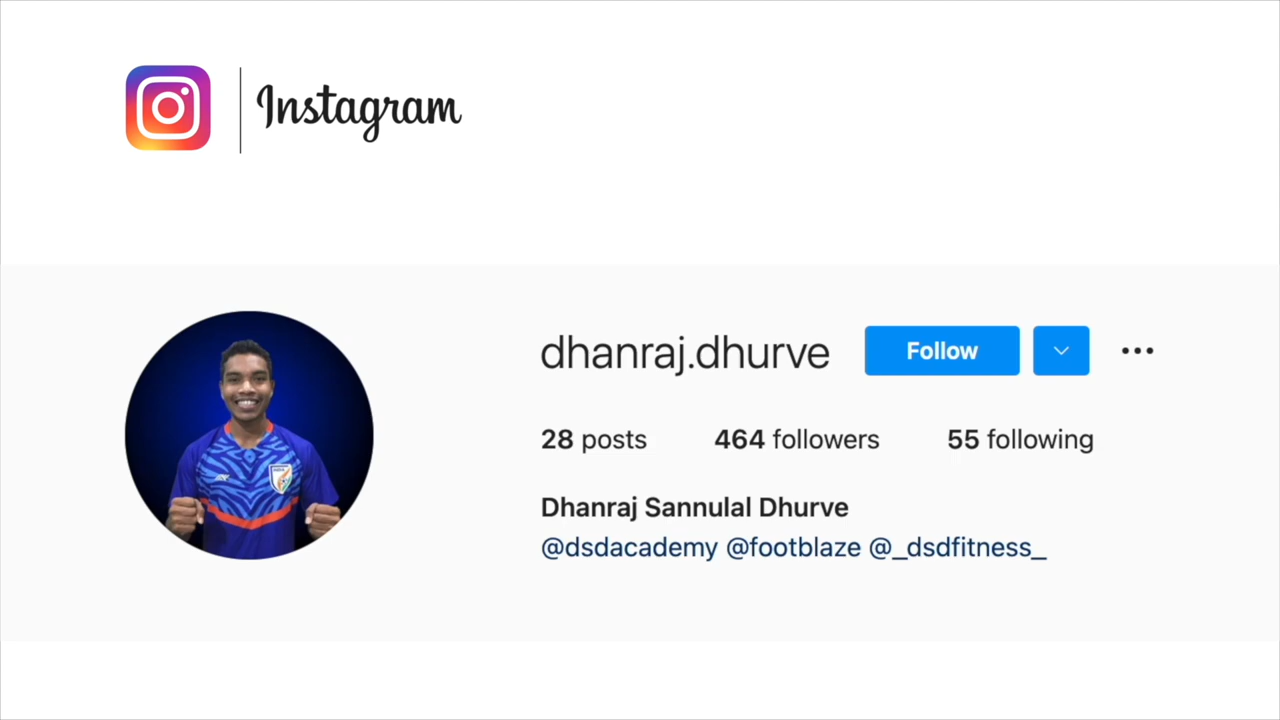 Instagram
dhanraj.dhurve Follow
28 posts 464 followers 55 following
Dhanraj Sannulal Dhurve
@dsdacademy @footblaze @_dsdfitness_